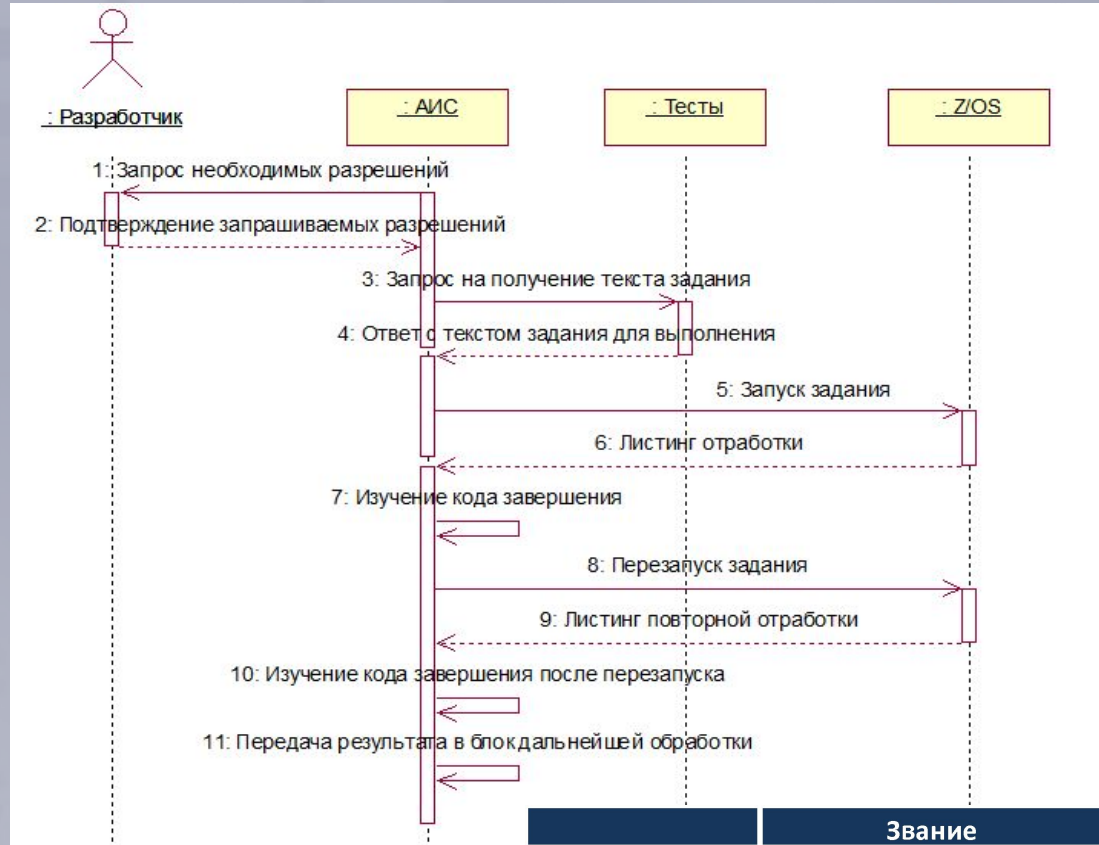 : Разработчик
: АИС
: Тесты
: Z/OS
1: Запрос необходимых разрешений
2: Подтверждение запрашиваемых разрешений
3: Запрос на получение текста задания
4: Ответ с текстом задания для выполнения
5: Запуск задания
6: Листинг отработки
7: Изучение кода завершения
8: Перезапуск задания
9: Листинг повторной отработки
10: Изучение кода завершения после перезапуска
11: Передача результата в блок дальнейшей обработки
Звание